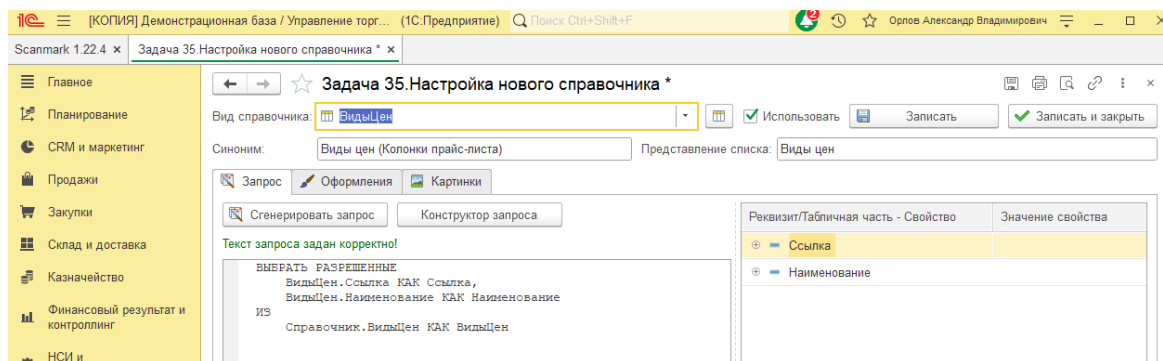 [КОПИЯ] Демонстрационная база / Управление торг... (1С:Предприятие) Поиск Ctrl+Shift+F 2 Орлов Александр Владимирович
Scanmark 1.22.4 × Задача 35.Настройка нового справочника * ×
Главное
Планирование
CRM и маркетинг
Продажи
Закупки
Склад и доставка
Казначейство
Финансовый результат и
контроллинг
НСИ и
Задача 35.Настройка нового справочника *
Вид справочника: ВидыЦен Использовать Записать Записать и закрыть
Синоним: Виды цен (Колонки прайс-листа) Представление списка: Виды цен
Запрос Оформления Картинки
Сгенерировать запрос Конструктор запроса
Текст запроса задан корректно!
ВЫБРАТЬ РАЗРЕШЕННЫЕ
ВидыЦен.Ссылка КАК Ссылка,
ВидыЦен.Наименование КАК Наименование
ИЗ
Справочник.ВидыЦен КАК ВидыЦен
Реквизит/Табличная часть - Свойство Значение свойства
Ссылка
Наименование